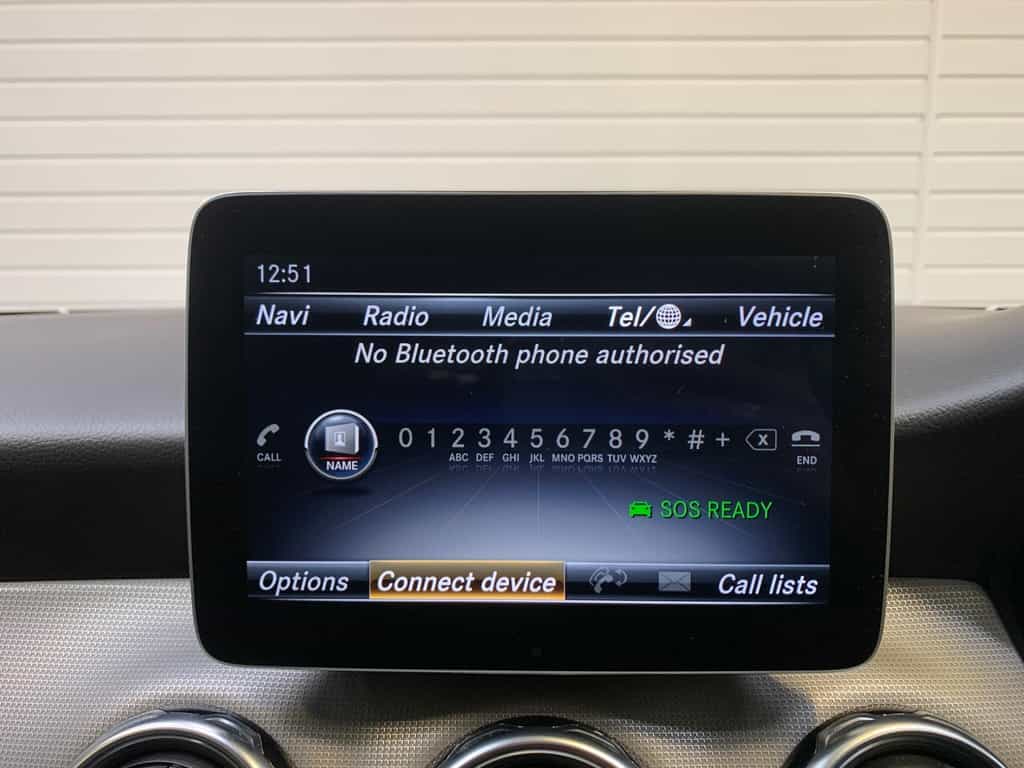 12:51
Navi Radio Media Tel/ Vehicle
No Bluetooth phone authorised
CALL NAME 0 1 2 3 4 5 6 7 8 9 * # + X END
ABC DEF GHI JKL MNO PQRS TUV WXYZ
SOS READY
Options Connect device Call lists